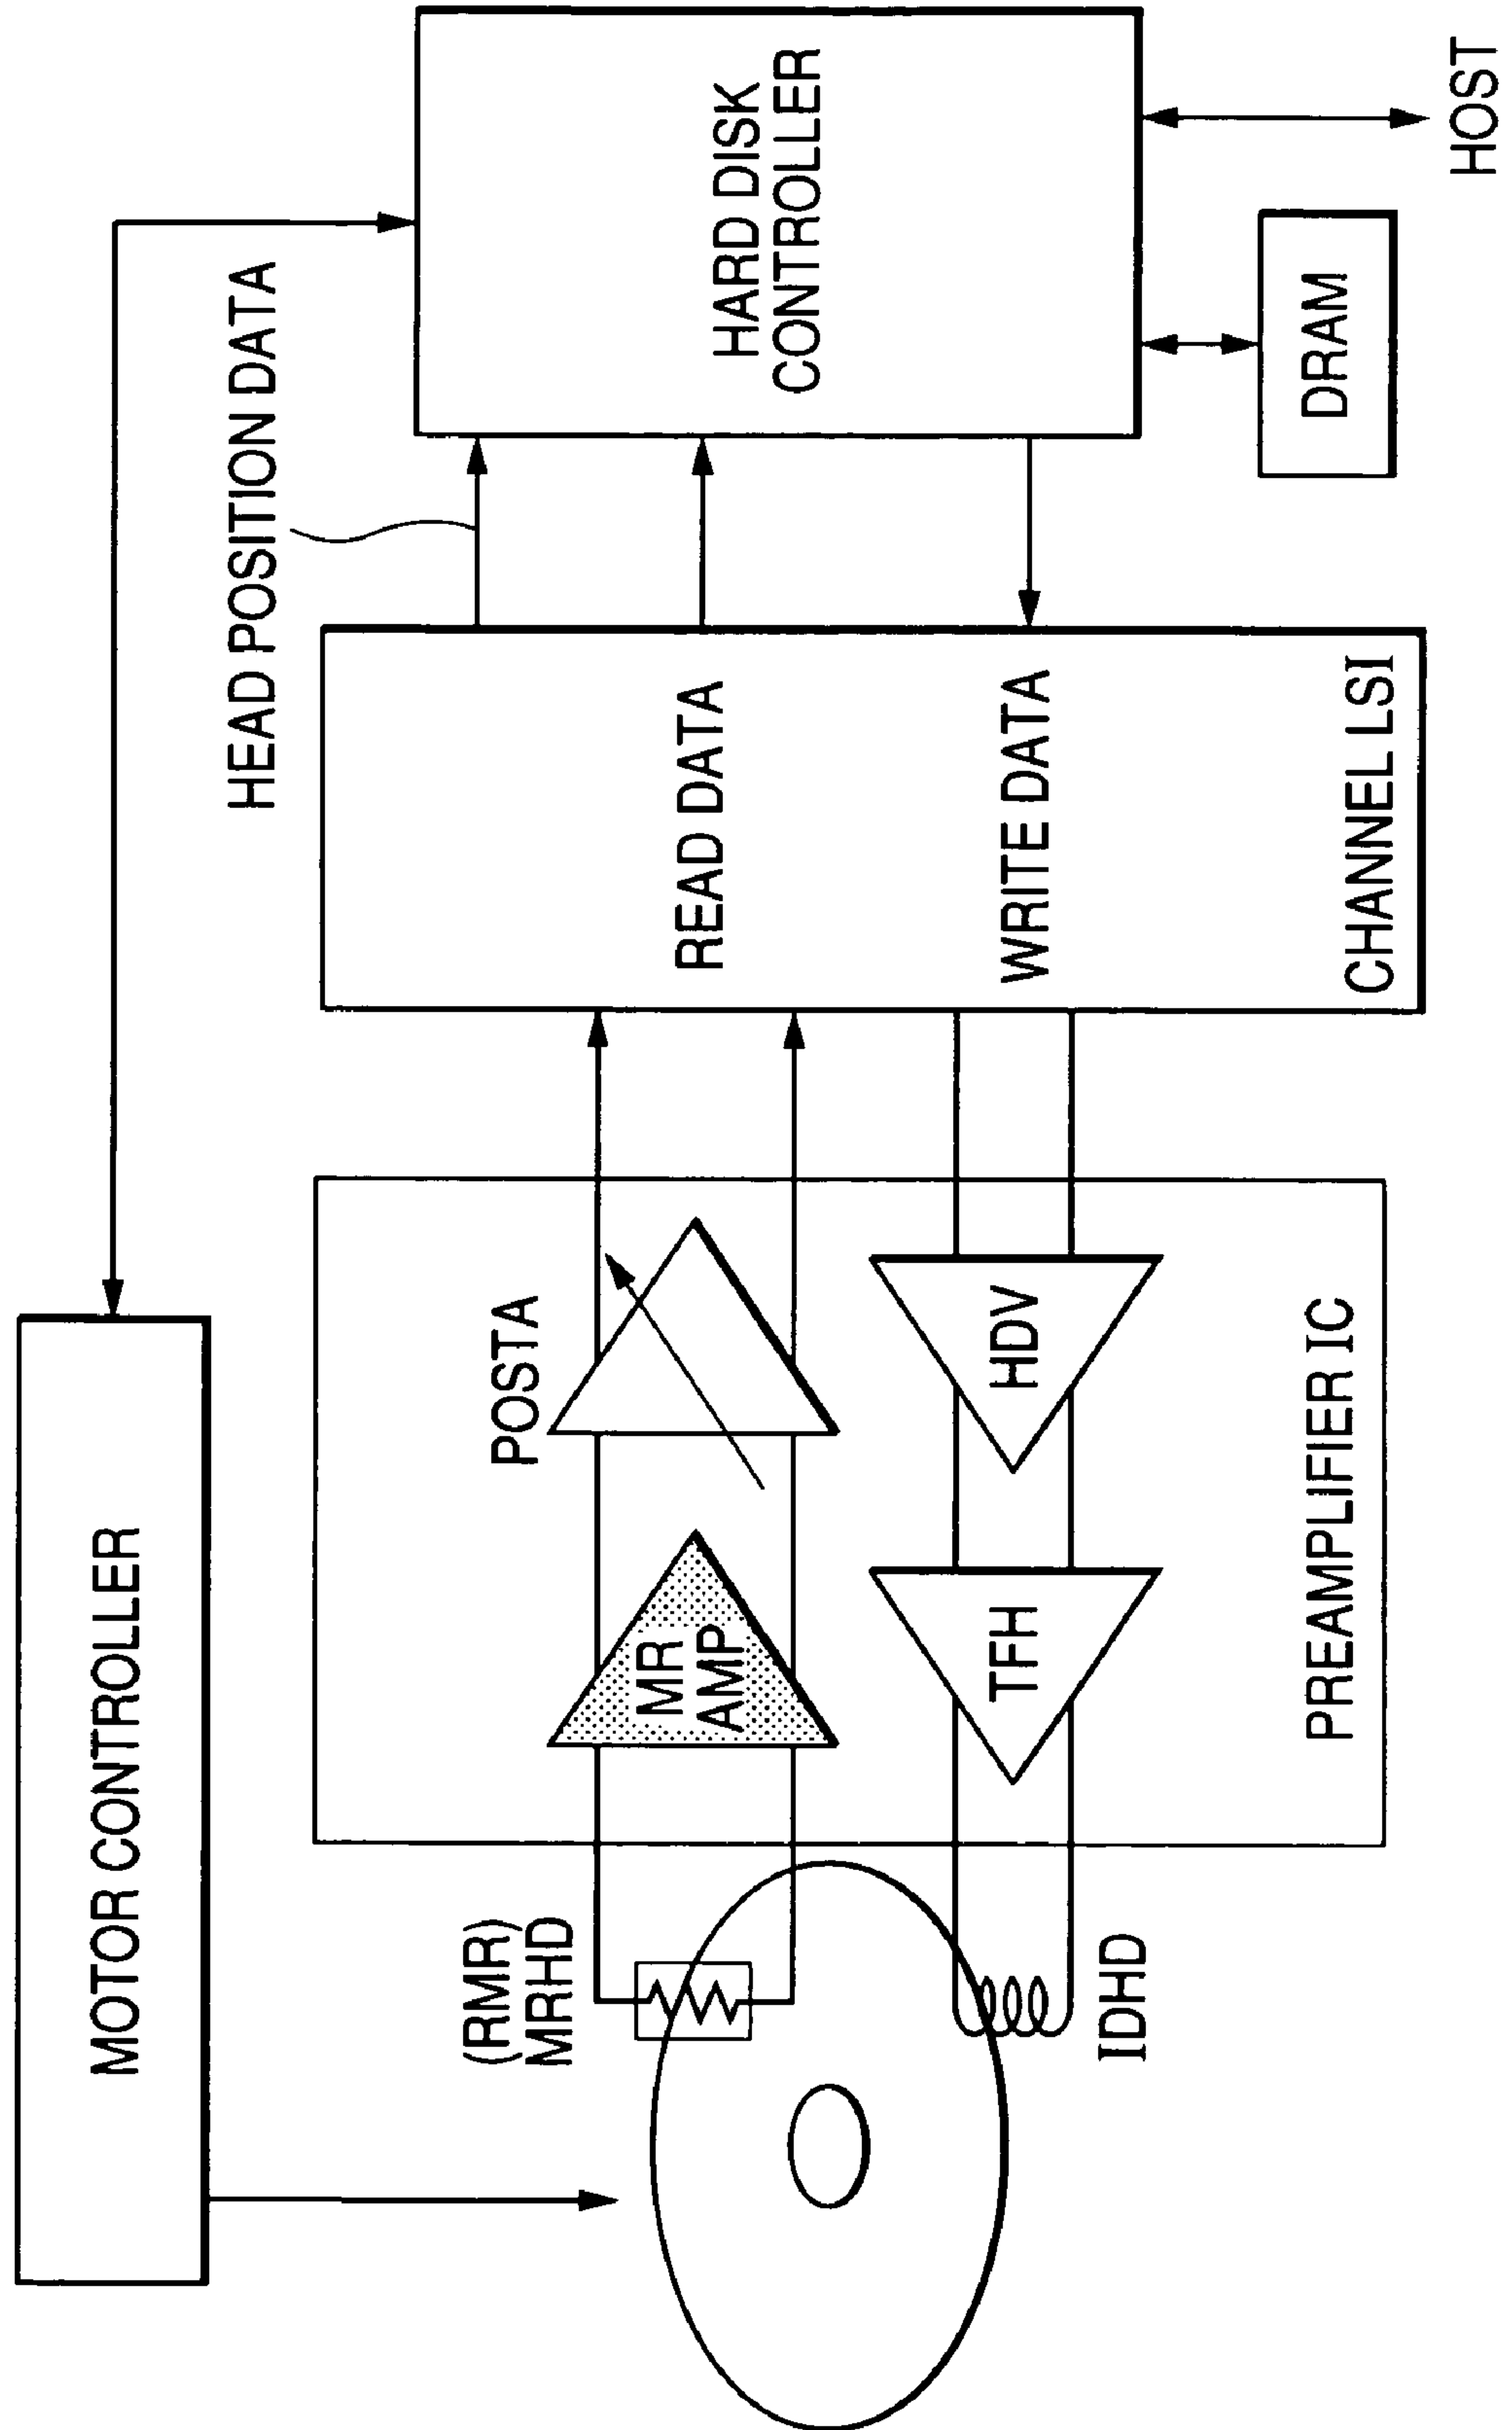 MOTOR CONTROLLER
HEAD POSITION DATA
(RMR)
MRHD
POSTA
MR
AMP
READ DATA
HARD DISK
CONTROLLER
TFH
HDV
WRITE DATA
IDHD
PREAMPLIFIER IC
CHANNEL LSI
DRAM
HOST